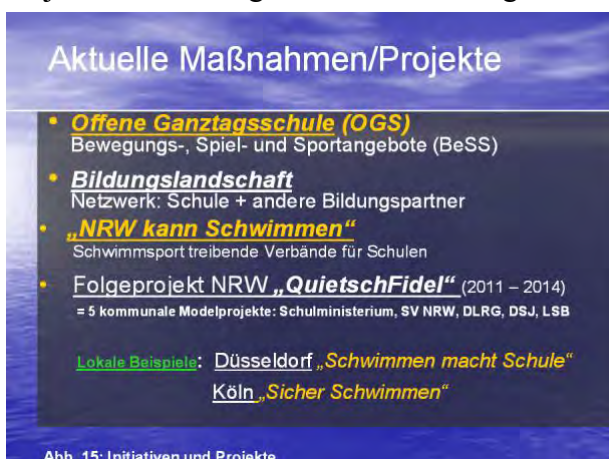 Aktuelle Maßnahmen/Projekte
• Offene Ganztagsschule (OGS)
Bewegungs-, Spiel- und Sportangebote (BeSS)
• Bildungslandschaft
Netzwerk: Schule + andere Bildungspartner
• „NRW kann Schwimmen“
Schwimmsport treibende Verbände für Schulen
• Folgeprojekt NRW „QuietschFidel“ (2011 – 2014)
= 5 kommunale Modelprojekte: Schulministerium, SV NRW, DLRG, DSJ, LSB
Lokale Beispiele: Düsseldorf „Schwimmen macht Schule“
Köln „Sicher Schwimmen“
Abb. 15: Initiativen und Projekte